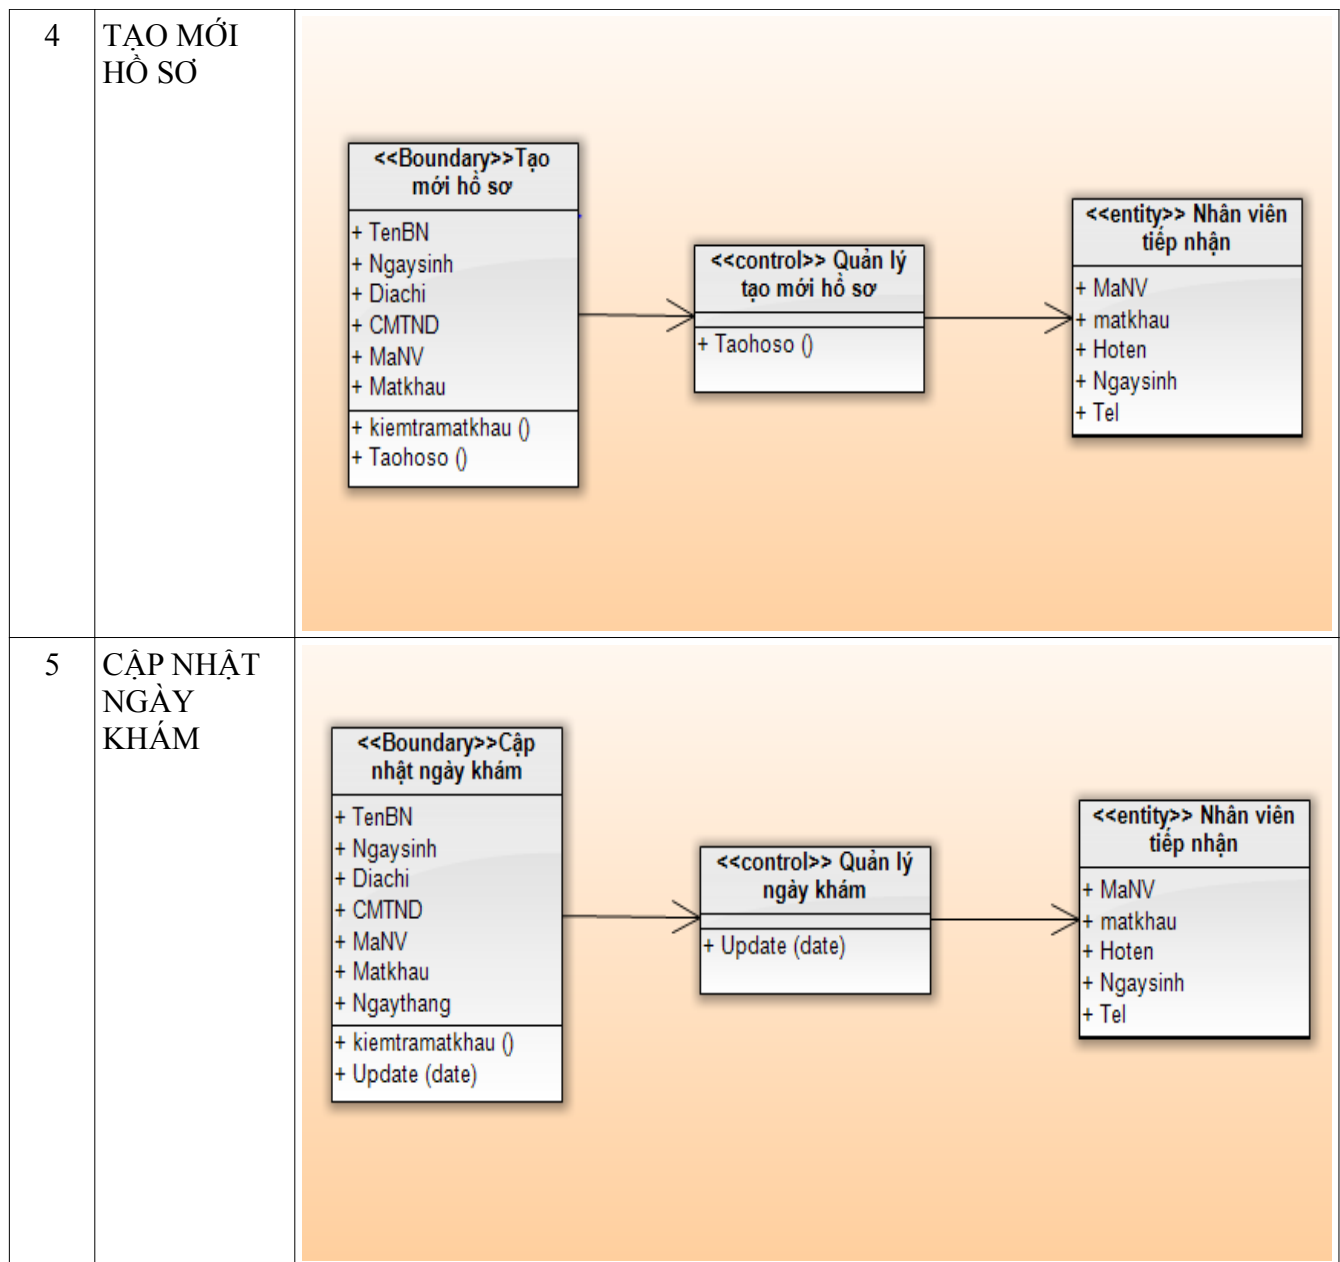 4
TẠO MỚI
HỒ SƠ
<<Boundary>>Tạo
mới hồ sơ
+ TenBN
+ Ngaysinh
+ Diachi
+ CMTND
+ MaNV
+ Matkhau
+ kiemtramatkhau ()
+ Taohoso ()
<<control>> Quản lý
tạo mới hồ sơ
+ Taohoso ()
<<entity>> Nhân viên
tiếp nhận
+ MaNV
+ matkhau
+ Hoten
+ Ngaysinh
+ Tel
5
CẬP NHẬT
NGÀY
KHÁM
<<Boundary>>Cập
nhật ngày khám
+ TenBN
+ Ngaysinh
+ Diachi
+ CMTND
+ MaNV
+ Matkhau
+ Ngaythang
+ kiemtramatkhau ()
+ Update (date)
<<control>> Quản lý
ngày khám
+ Update (date)
<<entity>> Nhân viên
tiếp nhận
+ MaNV
+ matkhau
+ Hoten
+ Ngaysinh
+ Tel